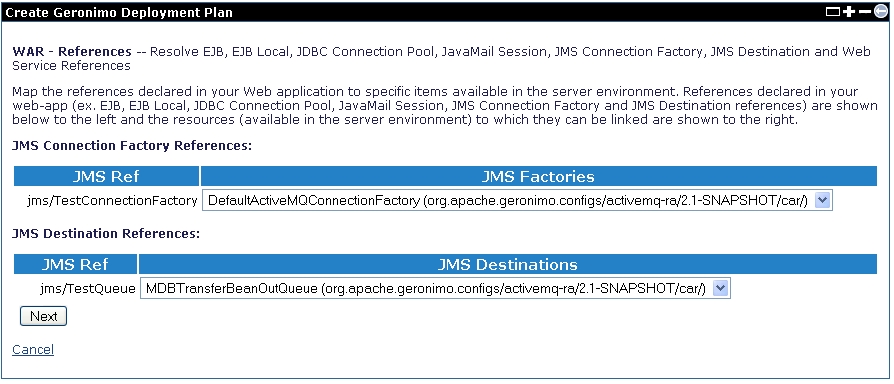 Create Geronimo Deployment Plan
WAR - References -- Resolve EJB, EJB Local, JDBC Connection Pool, JavaMail Session, JMS Connection Factory, JMS Destination and Web
Service References
Map the references declared in your Web application to specific items available in the server environment. References declared in your
web-app (ex. EJB, EJB Local, JDBC Connection Pool, JavaMail Session, JMS Connection Factory and JMS Destination references) are shown
below to the left and the resources (available in the server environment) to which they can be linked are shown to the right.
JMS Connection Factory References:
JMS Ref JMS Factories
jms/TestConnectionFactory DefaultActiveMQConnectionFactory (org.apache.geronimo.configs/activemq-ra/2.1-SNAPSHOT/car/)
JMS Destination References:
JMS Ref JMS Destinations
jms/TestQueue MDBTransferBeanOutQueue (org.apache.geronimo.configs/activemq-ra/2.1-SNAPSHOT/car/)
Next
Cancel